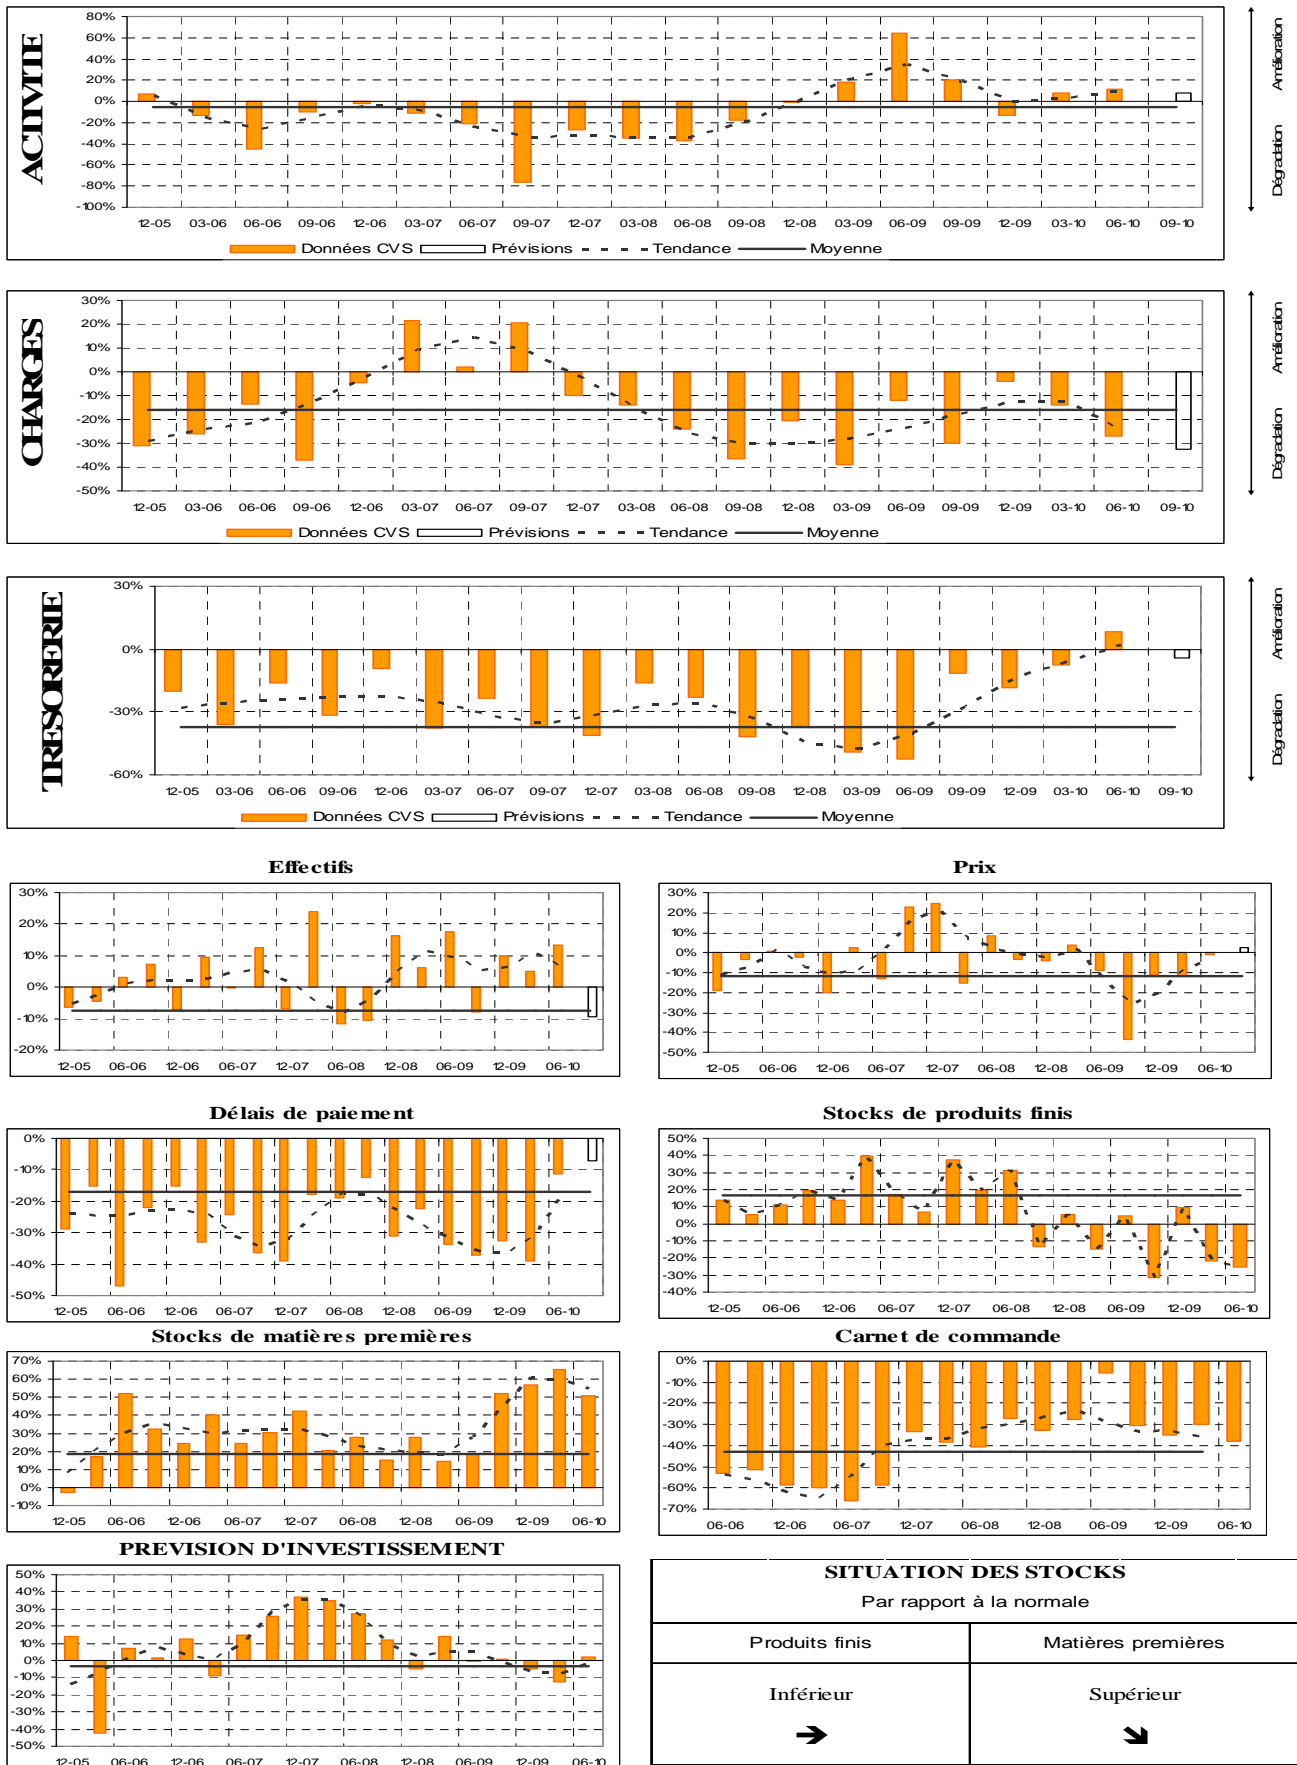 ACTIVITE
80%
60%
40%
20%
0%
-20%
-40%
-60%
-80%
-100%
12-05 03-06 06-06 09-06 12-06 03-07 06-07 09-07 12-07 03-08 06-08 09-08 12-08 03-09 06-09 09-09 12-09 03-10 06-10 09-10
Données CVS Prévisions Tendance Moyenne
Amélioration
Dégradation
CHARGES
30%
20%
10%
0%
-10%
-20%
-30%
-40%
-50%
12-05 03-06 06-06 09-06 12-06 03-07 06-07 09-07 12-07 03-08 06-08 09-08 12-08 03-09 06-09 09-09 12-09 03-10 06-10 09-10
Données CVS Prévisions Tendance Moyenne
Amélioration
Dégradation
TRESORERIE
30%
0%
-30%
-60%
12-05 03-06 06-06 09-06 12-06 03-07 06-07 09-07 12-07 03-08 06-08 09-08 12-08 03-09 06-09 09-09 12-09 03-10 06-10 09-10
Données CVS Prévisions Tendance Moyenne
Amélioration
Dégradation
Effectifs
30%
20%
10%
0%
-10%
-20%
12-05 06-06 12-06 06-07 12-07 06-08 12-08 06-09 12-09 06-10
Prix
30%
20%
10%
0%
-10%
-20%
-30%
-40%
-50%
12-05 06-06 12-06 06-07 12-07 06-08 12-08 06-09 12-09 06-10
Délais de paiement
0%
-10%
-20%
-30%
-40%
-50%
12-05 06-06 12-06 06-07 12-07 06-08 12-08 06-09 12-09 06-10
Stocks de produits finis
50%
40%
30%
20%
10%
0%
-10%
-20%
-30%
-40%
12-05 06-06 12-06 06-07 12-07 06-08 12-08 06-09 12-09 06-10
Stocks de matières premières
70%
60%
50%
40%
30%
20%
10%
0%
-10%
12-05 06-06 12-06 06-07 12-07 06-08 12-08 06-09 12-09 06-10
Carnet de commande
0%
-10%
-20%
-30%
-40%
-50%
-60%
-70%
06-06 12-06 06-07 12-07 06-08 12-08 06-09 12-09 06-10
PREVISION D'INVESTISSEMENT
50%
40%
30%
20%
10%
0%
-10%
-20%
-30%
-40%
-50%
12-05 06-06 12-06 06-07 12-07 06-08 12-08 06-09 12-09 06-10
SITUATION DES STOCKS
Par rapport à la normale
Produits finis Matières premières
Inférieur Supérieur